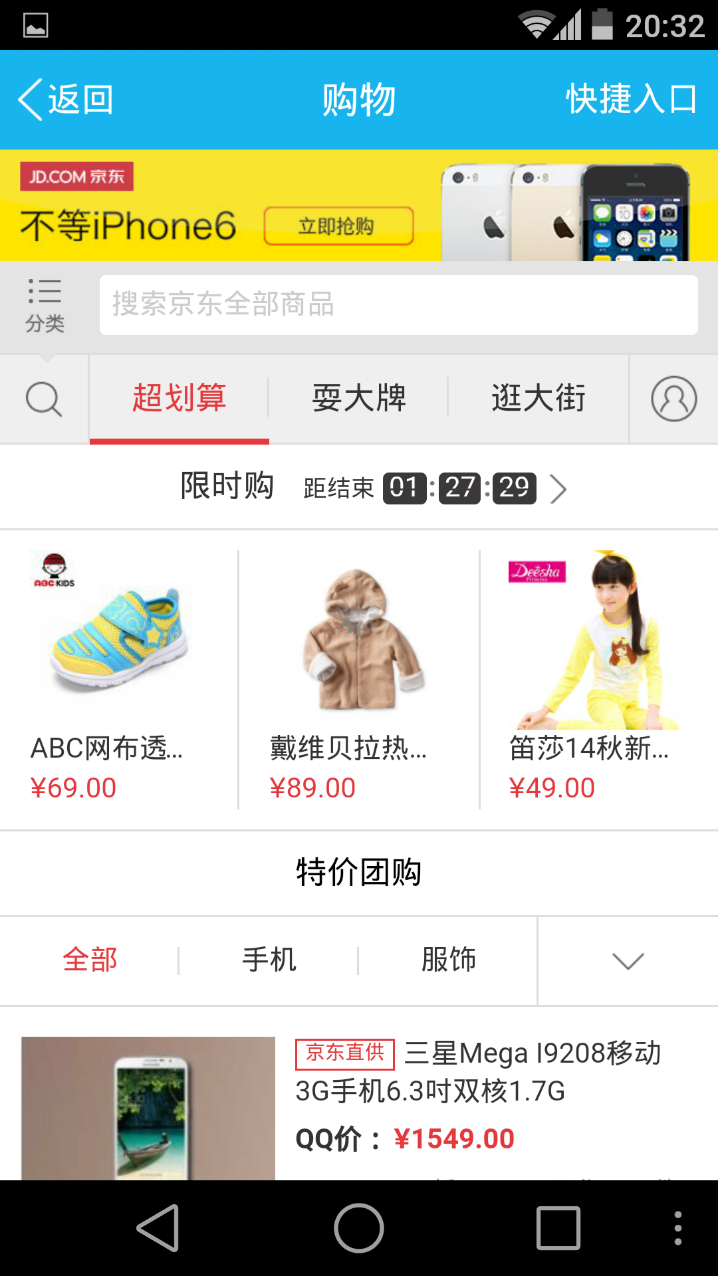 20:32
返回
购物
快捷入口
JD.COM 京东
不等iPhone6
立即抢购
分类
搜索京东全部商品
超划算
耍大牌
逛大街
限时购
距结束 01:27:29
ABC KIDS
Deesha
Princess
ABC网布透...
¥69.00
戴维贝拉热...
¥89.00
笛莎14秋新...
¥49.00
特价团购
全部
手机
服饰
京东直供 三星Mega I9208移动
3G手机6.3吋双核1.7G
QQ价：¥1549.00